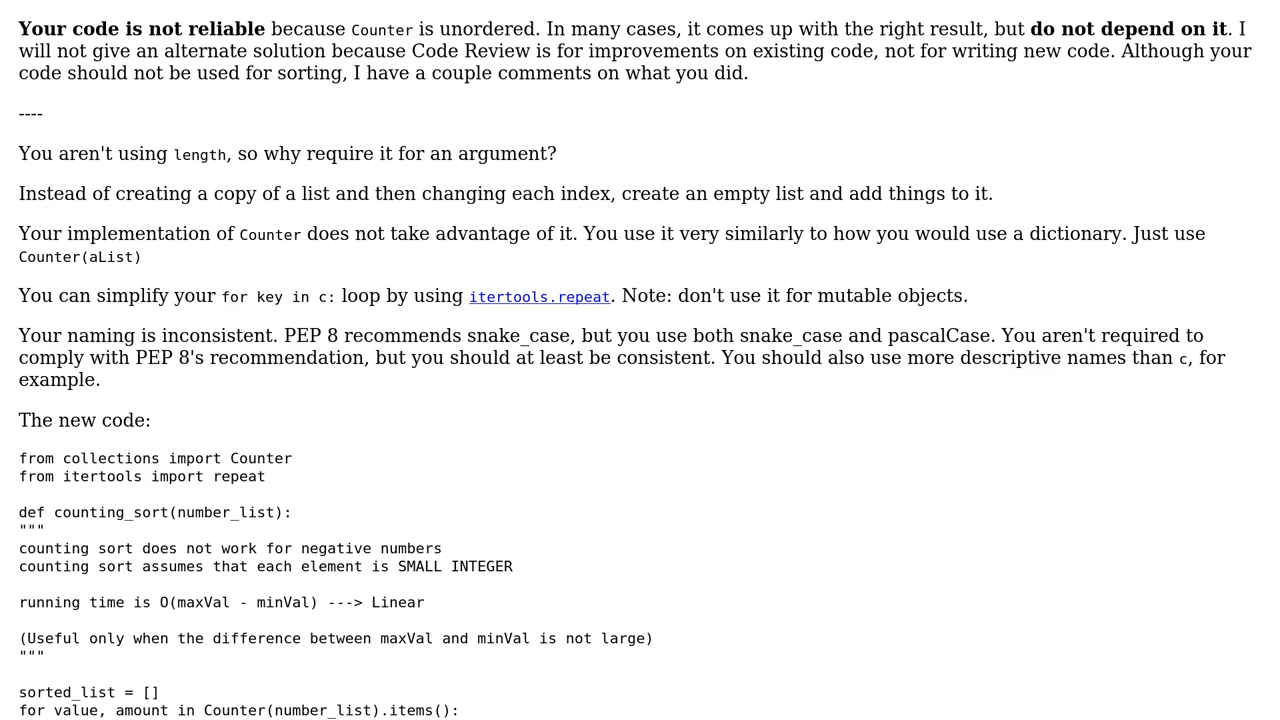 Your code is not reliable because Counter is unordered. In many cases, it comes up with the right result, but do not depend on it. I
will not give an alternate solution because Code Review is for improvements on existing code, not for writing new code. Although your
code should not be used for sorting, I have a couple comments on what you did.
----
You aren't using length, so why require it for an argument?
Instead of creating a copy of a list and then changing each index, create an empty list and add things to it.
Your implementation of Counter does not take advantage of it. You use it very similarly to how you would use a dictionary. Just use
Counter(aList)
You can simplify your for key in c: loop by using itertools.repeat. Note: don't use it for mutable objects.
Your naming is inconsistent. PEP 8 recommends snake_case, but you use both snake_case and pascalCase. You aren't required to
comply with PEP 8's recommendation, but you should at least be consistent. You should also use more descriptive names than c, for
example.
The new code:
from collections import Counter
from itertools import repeat
def counting_sort(number_list):
"""
counting sort does not work for negative numbers
counting sort assumes that each element is SMALL INTEGER
running time is O(maxVal - minVal) ---> Linear
(Useful only when the difference between maxVal and minVal is not large)
"""
sorted_list = []
for value, amount in Counter(number_list).items():